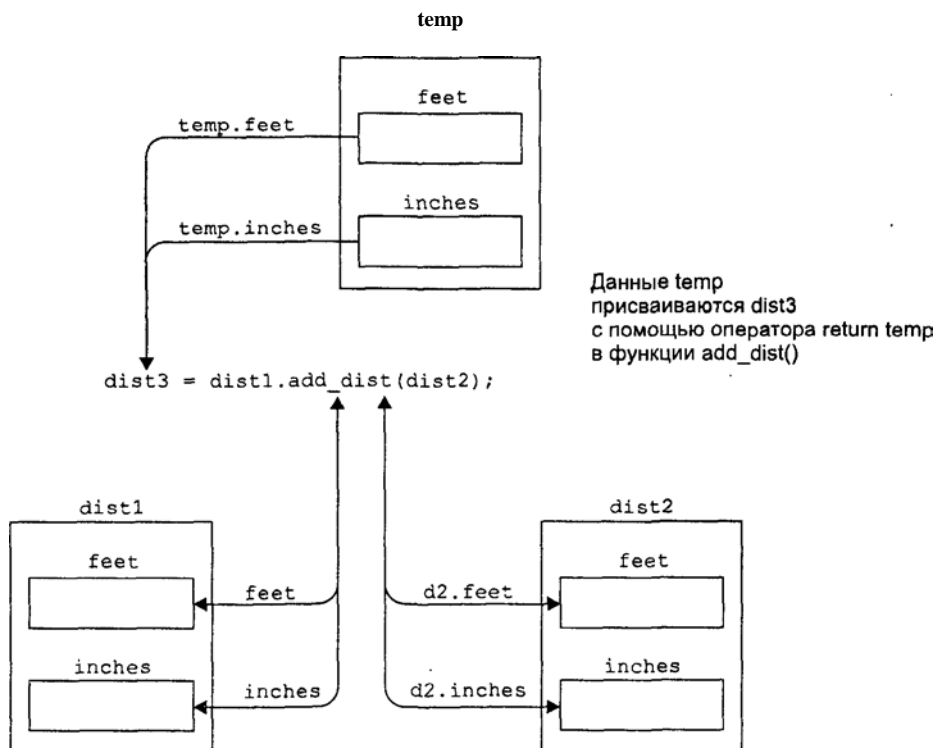 temp
feet
temp.feet
inches
temp.inches
Данные temp
присваиваются dist3
с помощью оператора return temp
в функции add_dist()
dist3 = dist1.add_dist(dist2);
dist1
dist2
feet
feet
feet
d2.feet
inches
inches
inches
d2.inches